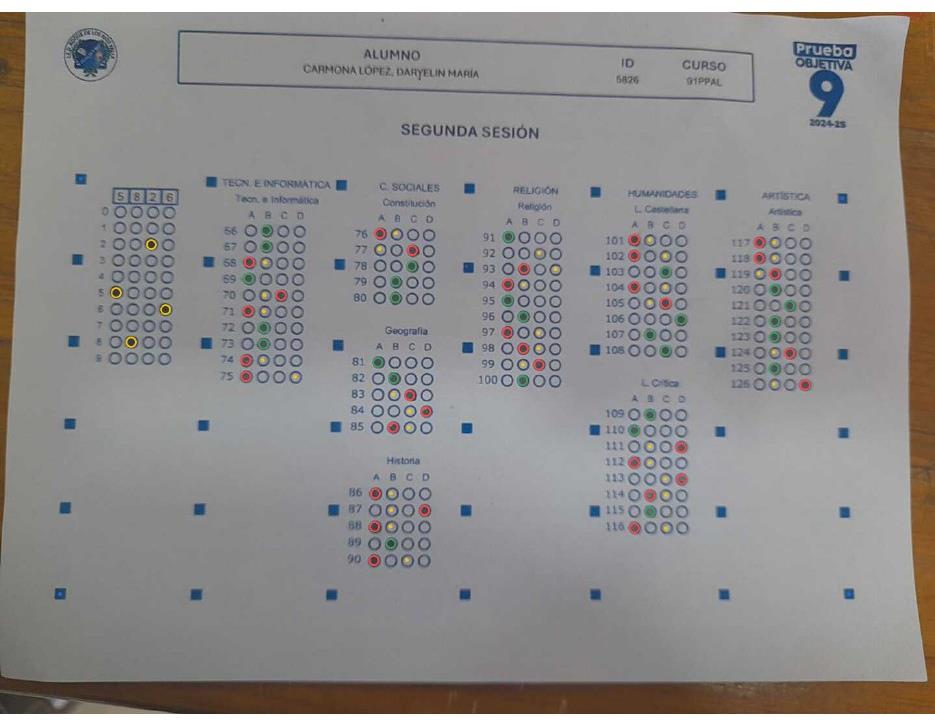 ALUMNO
CARMONA LÓPEZ, DARYELIN MARÍA
ID
5826
CURSO
91PPAL
Prueba
OBJETIVA
9
2024-2S
SEGUNDA SESIÓN
5 8 2 6
0
1
2
3
4
5
6
7
8
9
TECN. E INFORMÁTICA
Tecn. e Informática
A B C D
66
67
68
69
70
71
72
73
74
75
C. SOCIALES
Constitución
A B C D
76
77
78
79
80
Geografía
A B C D
81
82
83
84
85
Historia
A B C D
86
87
88
89
90
RELIGIÓN
Religión
A B C D
91
92
93
94
95
96
97
98
99
100
HUMANIDADES
L. Castellana
A B C D
101
102
103
104
105
106
107
108
L. Crítica
A B C D
109
110
111
112
113
114
115
116
ARTÍSTICA
Artística
A B C D
117
118
119
120
121
122
123
124
125
126